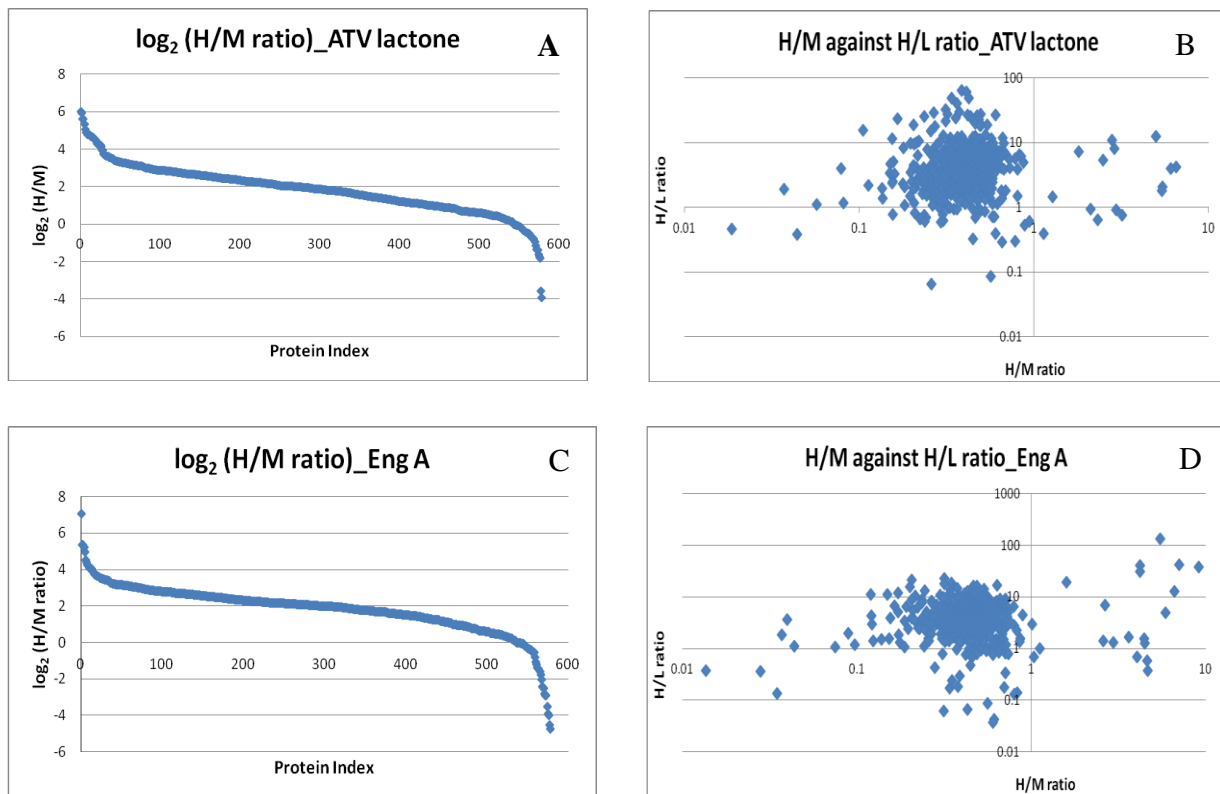 log₂ (H/M ratio)_ATV lactone
A
8
6
4
2
0
-2
-4
-6
0 100 200 300 400 500 600
log₂ (H/M)
Protein Index
H/M against H/L ratio_ATV lactone
B
100
10
1
0.1
0.01
0.01 0.1 1 10
H/L ratio
H/M ratio
log₂ (H/M ratio)_Eng A
C
8
6
4
2
0
-2
-4
-6
0 100 200 300 400 500 600
log₂ (H/M ratio)
Protein Index
H/M against H/L ratio_Eng A
D
1000
100
10
1
0.1
0.01
0.01 0.1 1 10
H/L ratio
H/M ratio